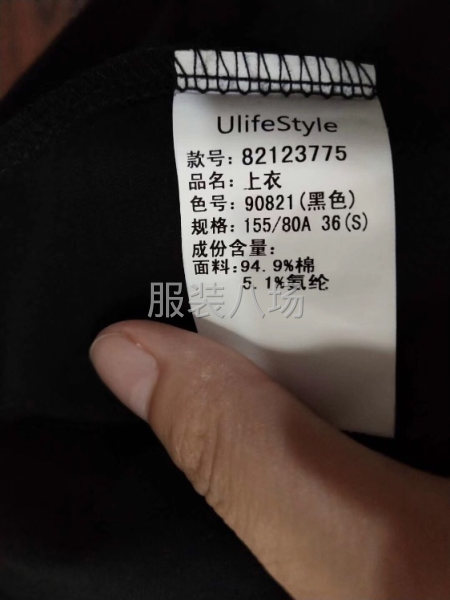 UlifeStyle
款号：82123775
品名：上衣
色号：90821(黑色)
规格：155/80A 36(S)
成份含量：
面料：94.9%棉
5.1%氨纶
服装八场